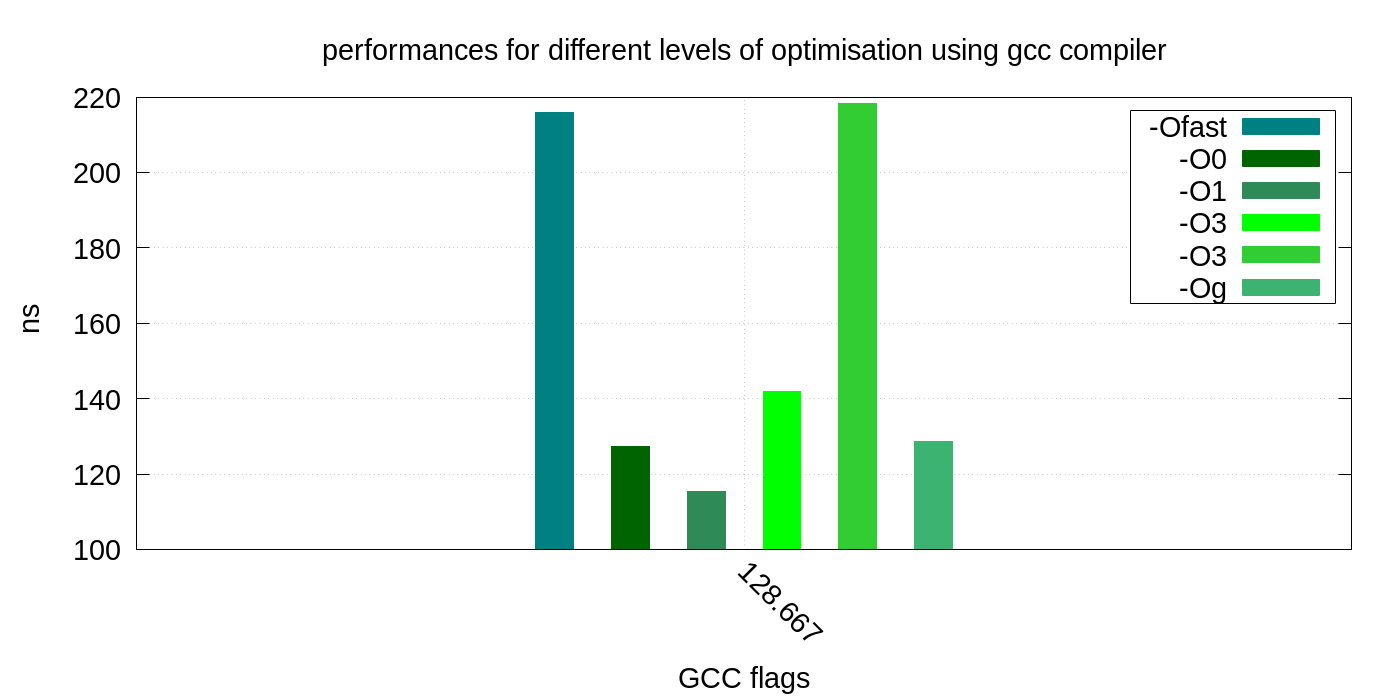 performances for different levels of optimisation using gcc compiler
220
200
180
160
140
120
100
ns
-Ofast
-O0
-O1
-O3
-O3
-Og
128.667
GCC flags